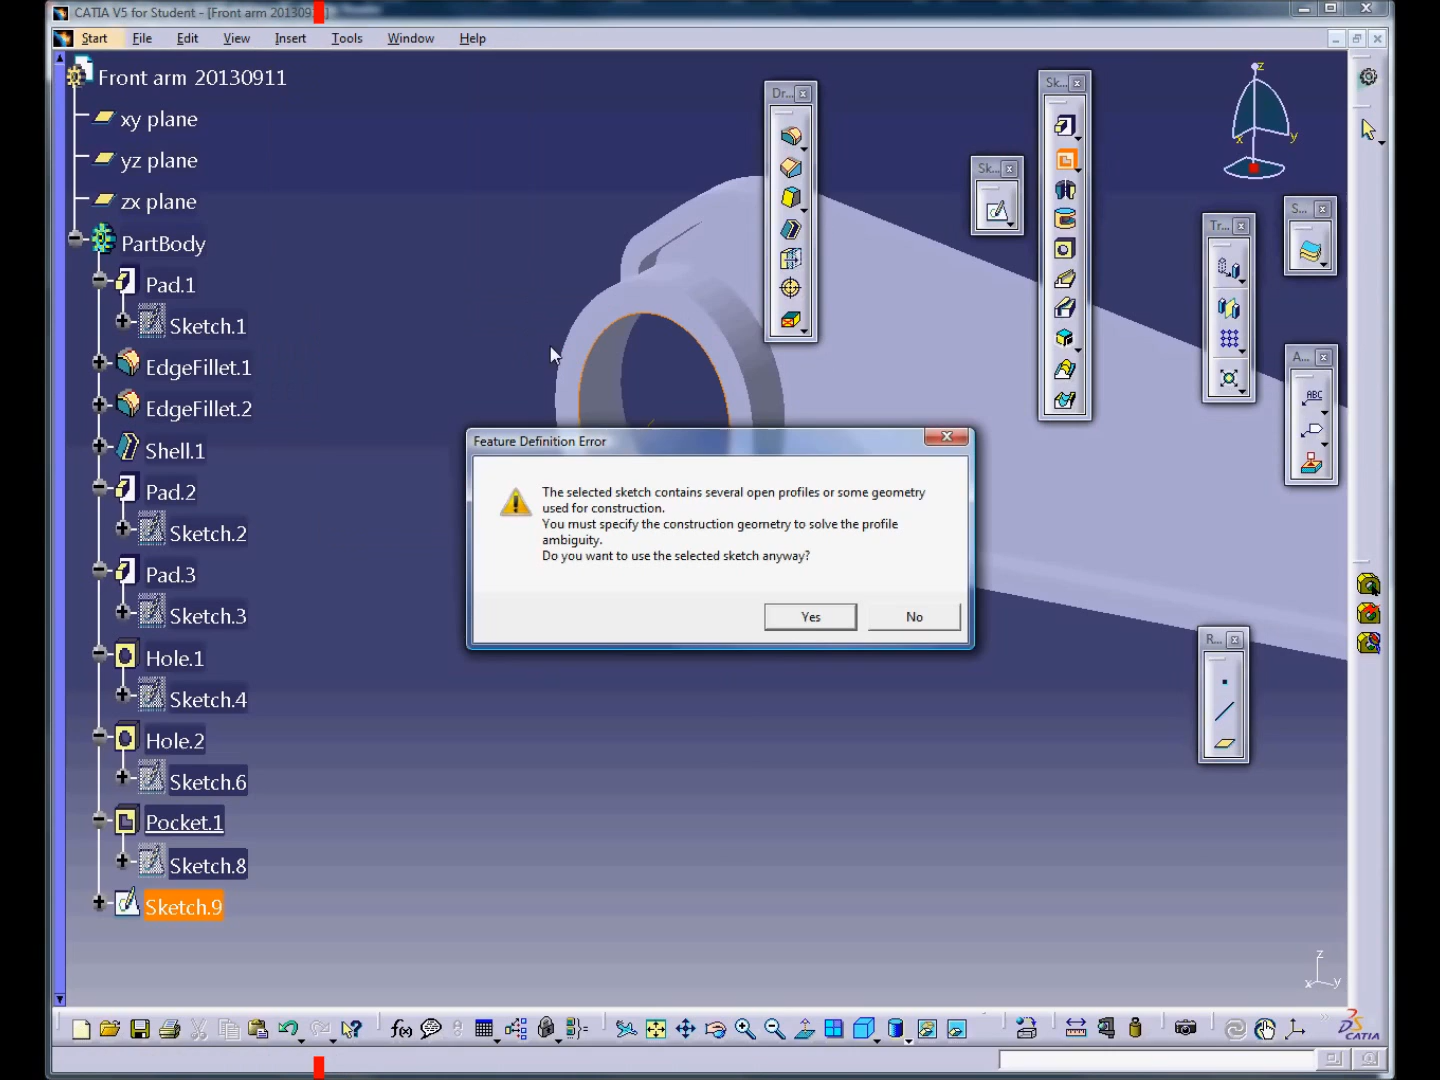 CATIA V5 for Student - [Front arm 201309
Start File Edit View Insert Tools Window Help
Front arm 20130911
xy plane
yz plane
zx plane
PartBody
Pad.1
Sketch.1
EdgeFillet.1
EdgeFillet.2
Shell.1
Pad.2
Sketch.2
Pad.3
Sketch.3
Hole.1
Sketch.4
Hole.2
Sketch.6
Pocket.1
Sketch.8
Sketch.9
Dr...
Sk...
Sk...
Tr...
S...
A...
ABC
R...
z
x
y
Feature Definition Error
The selected sketch contains several open profiles or some geometry
used for construction.
You must specify the construction geometry to solve the profile
ambiguity.
Do you want to use the selected sketch anyway?
Yes No
z
x
y
f(x)
CATIA